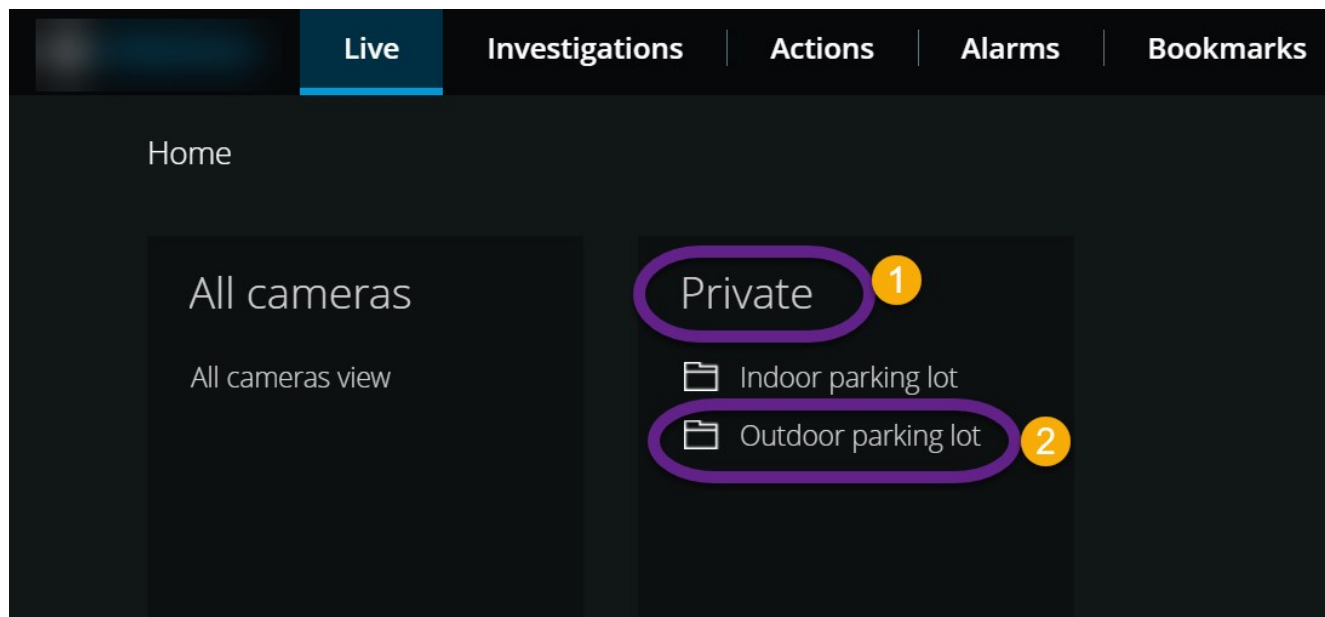 Live Investigations Actions Alarms Bookmarks
Home
All cameras
All cameras view
Private 1
Indoor parking lot
Outdoor parking lot 2